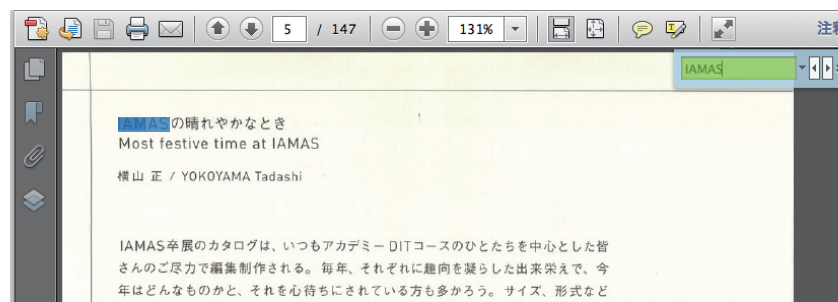 5 / 147 131% 注釈
IAMAS
IAMASの晴れやかなとき
Most festive time at IAMAS
横山 正 / YOKOYAMA Tadashi
IAMAS卒展のカタログは、いつもアカデミーDITコースのひとたちを中心とした皆
さんのご尽力で編集制作される。毎年、それぞれに趣向を凝らした出来栄えで、今
年はどんなものかと、それを心待ちにされている方も多かろう。サイズ、形式など